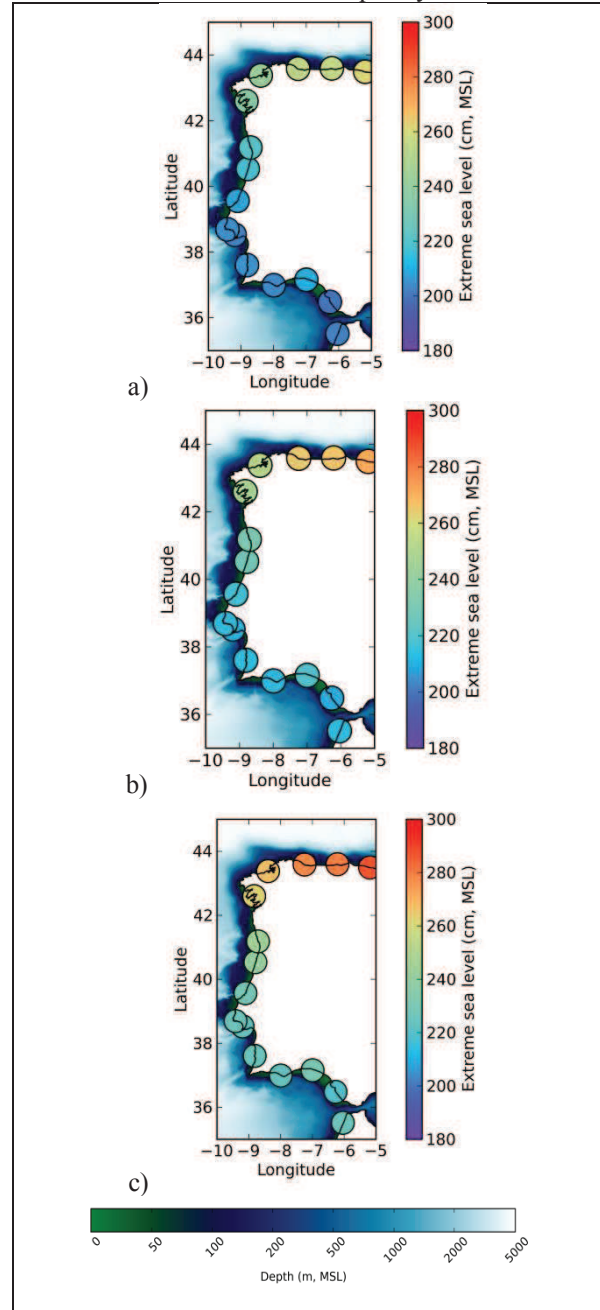 44
42
40
38
36
Latitude
−10 −9 −8 −7 −6 −5
Longitude
300
280
260
240
220
200
180
Extreme sea level (cm, MSL)
a)
44
42
40
38
36
Latitude
−10 −9 −8 −7 −6 −5
Longitude
300
280
260
240
220
200
180
Extreme sea level (cm, MSL)
b)
44
42
40
38
36
Latitude
−10 −9 −8 −7 −6 −5
Longitude
300
280
260
240
220
200
180
Extreme sea level (cm, MSL)
c)
0 50 100 200 500 1000 2000 5000
Depth (m, MSL)